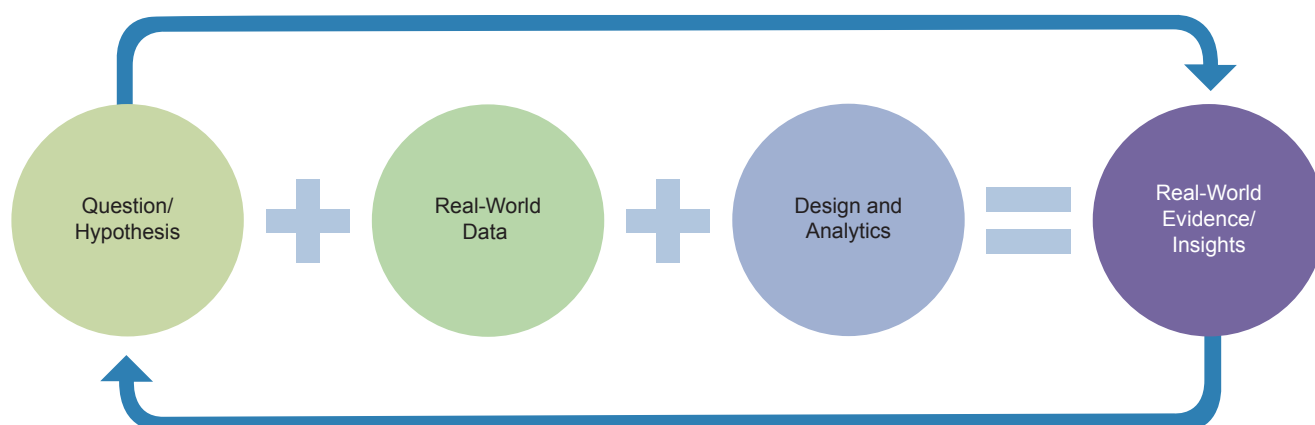 Question/
Hypothesis
Real-World
Data
Design and
Analytics
Real-World
Evidence/
Insights